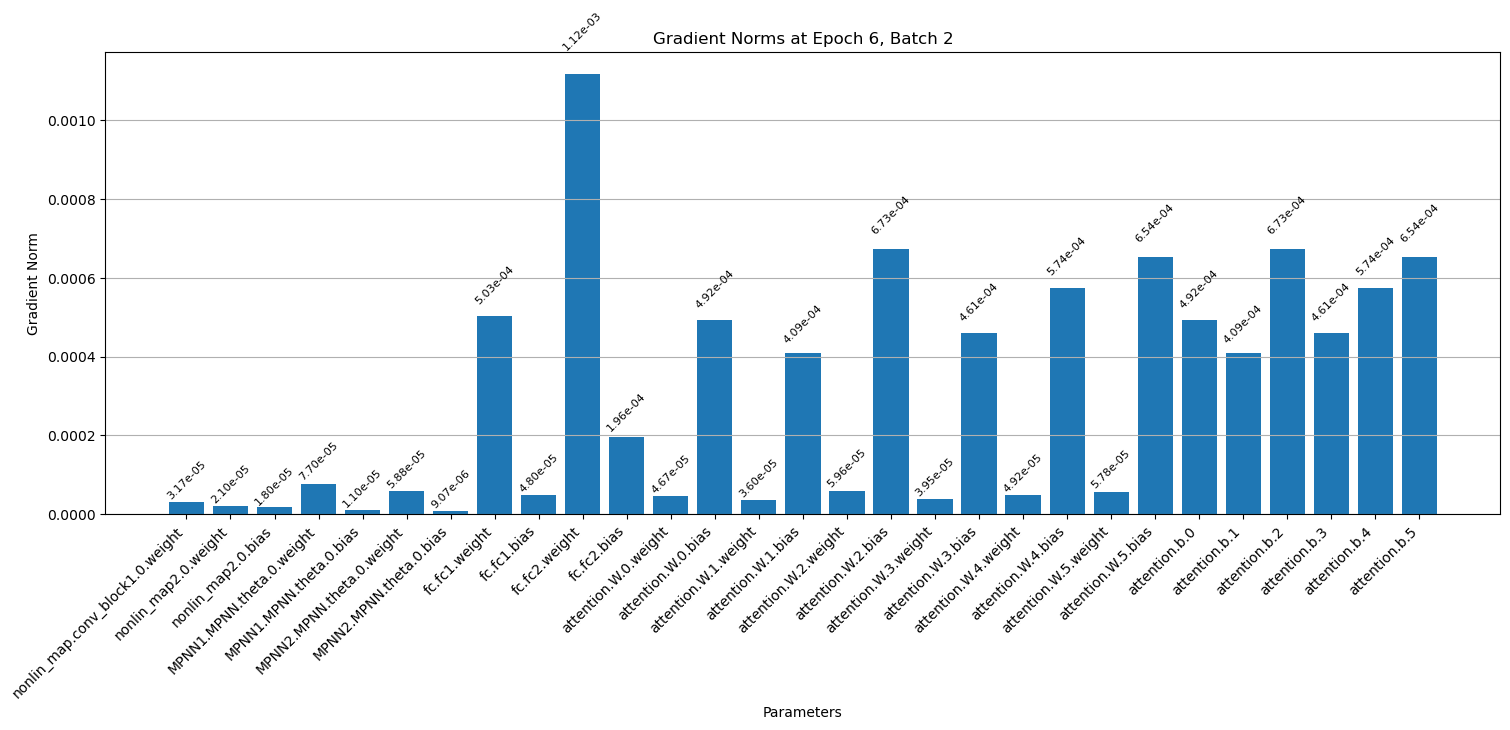 Gradient Norms at Epoch 6, Batch 2
Gradient Norm
0.0010
0.0008
0.0006
0.0004
0.0002
0.0000
3.17e-05
2.10e-05
1.80e-05
7.70e-05
1.10e-05
5.88e-05
9.07e-06
5.03e-04
4.80e-05
1.12e-03
1.96e-04
4.67e-05
4.92e-04
3.60e-05
4.09e-04
5.96e-05
6.73e-04
3.95e-05
4.61e-04
4.92e-05
5.74e-04
5.78e-05
6.54e-04
4.92e-04
4.09e-04
6.73e-04
4.61e-04
5.74e-04
6.54e-04
nonlin_map.conv_block1.0.weight
nonlin_map2.0.weight
nonlin_map2.0.bias
MPNN1.MPNN.theta.0.weight
MPNN1.MPNN.theta.0.bias
MPNN2.MPNN.theta.0.weight
MPNN2.MPNN.theta.0.bias
fc.fc1.weight
fc.fc1.bias
fc.fc2.weight
fc.fc2.bias
attention.W.0.weight
attention.W.0.bias
attention.W.1.weight
attention.W.1.bias
attention.W.2.weight
attention.W.2.bias
attention.W.3.weight
attention.W.3.bias
attention.W.4.weight
attention.W.4.bias
attention.W.5.weight
attention.W.5.bias
attention.b.0
attention.b.1
attention.b.2
attention.b.3
attention.b.4
attention.b.5
Parameters